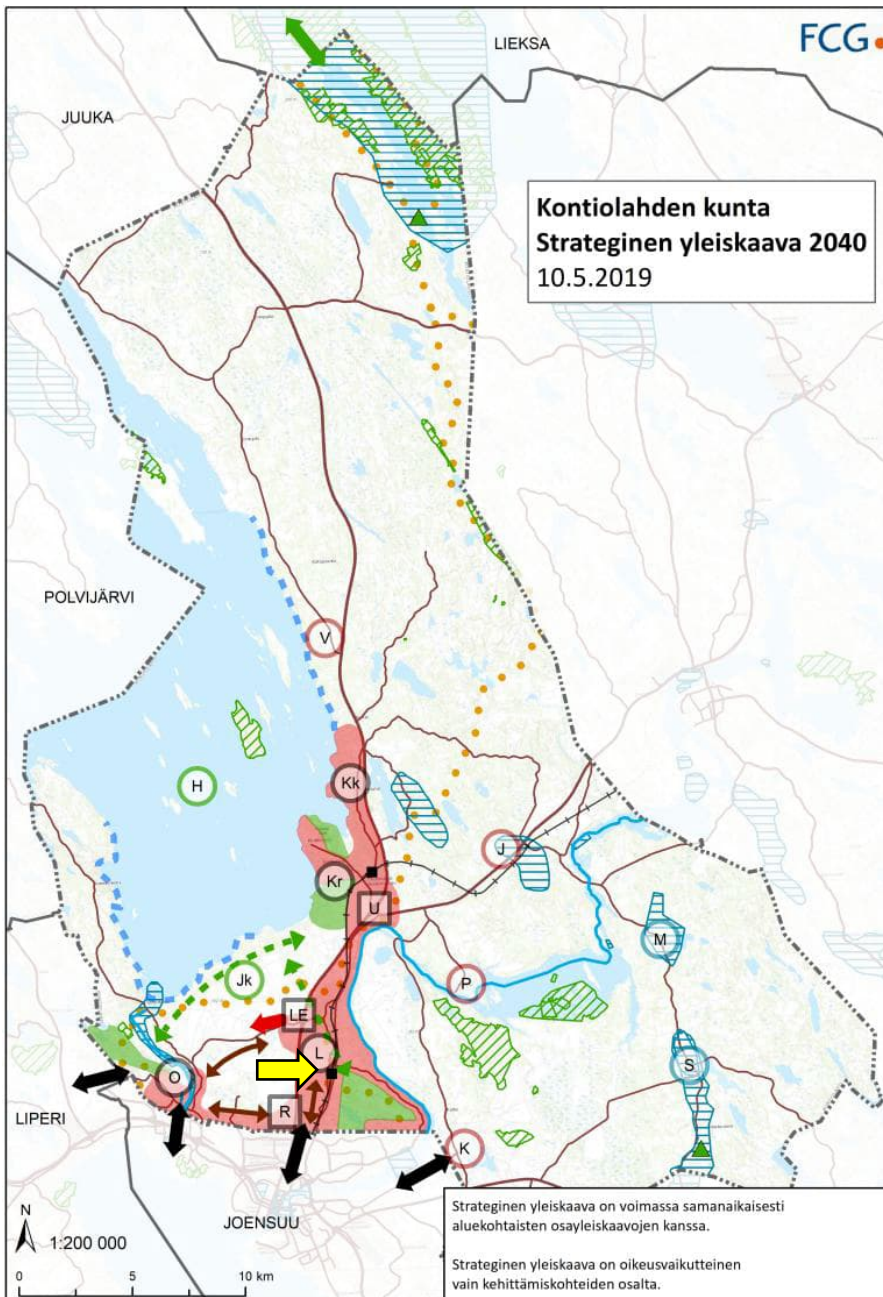 FCG
LIEKSA
JUUKA
Kontiolahden kunta
Strateginen yleiskaava 2040
10.5.2019
POLVIJÄRVI
V
H
Kk
J
Kr
U
M
Jk
P
LE
L
S
O
R
K
LIPERI
JOENSUU
N
1:200 000
0 5 10 km
Strateginen yleiskaava on voimassa samanaikaisesti
aluekohtaisten osayleiskaavojen kanssa.
Strateginen yleiskaava on oikeusvaikutteinen
vain kehittämiskohteiden osalta.